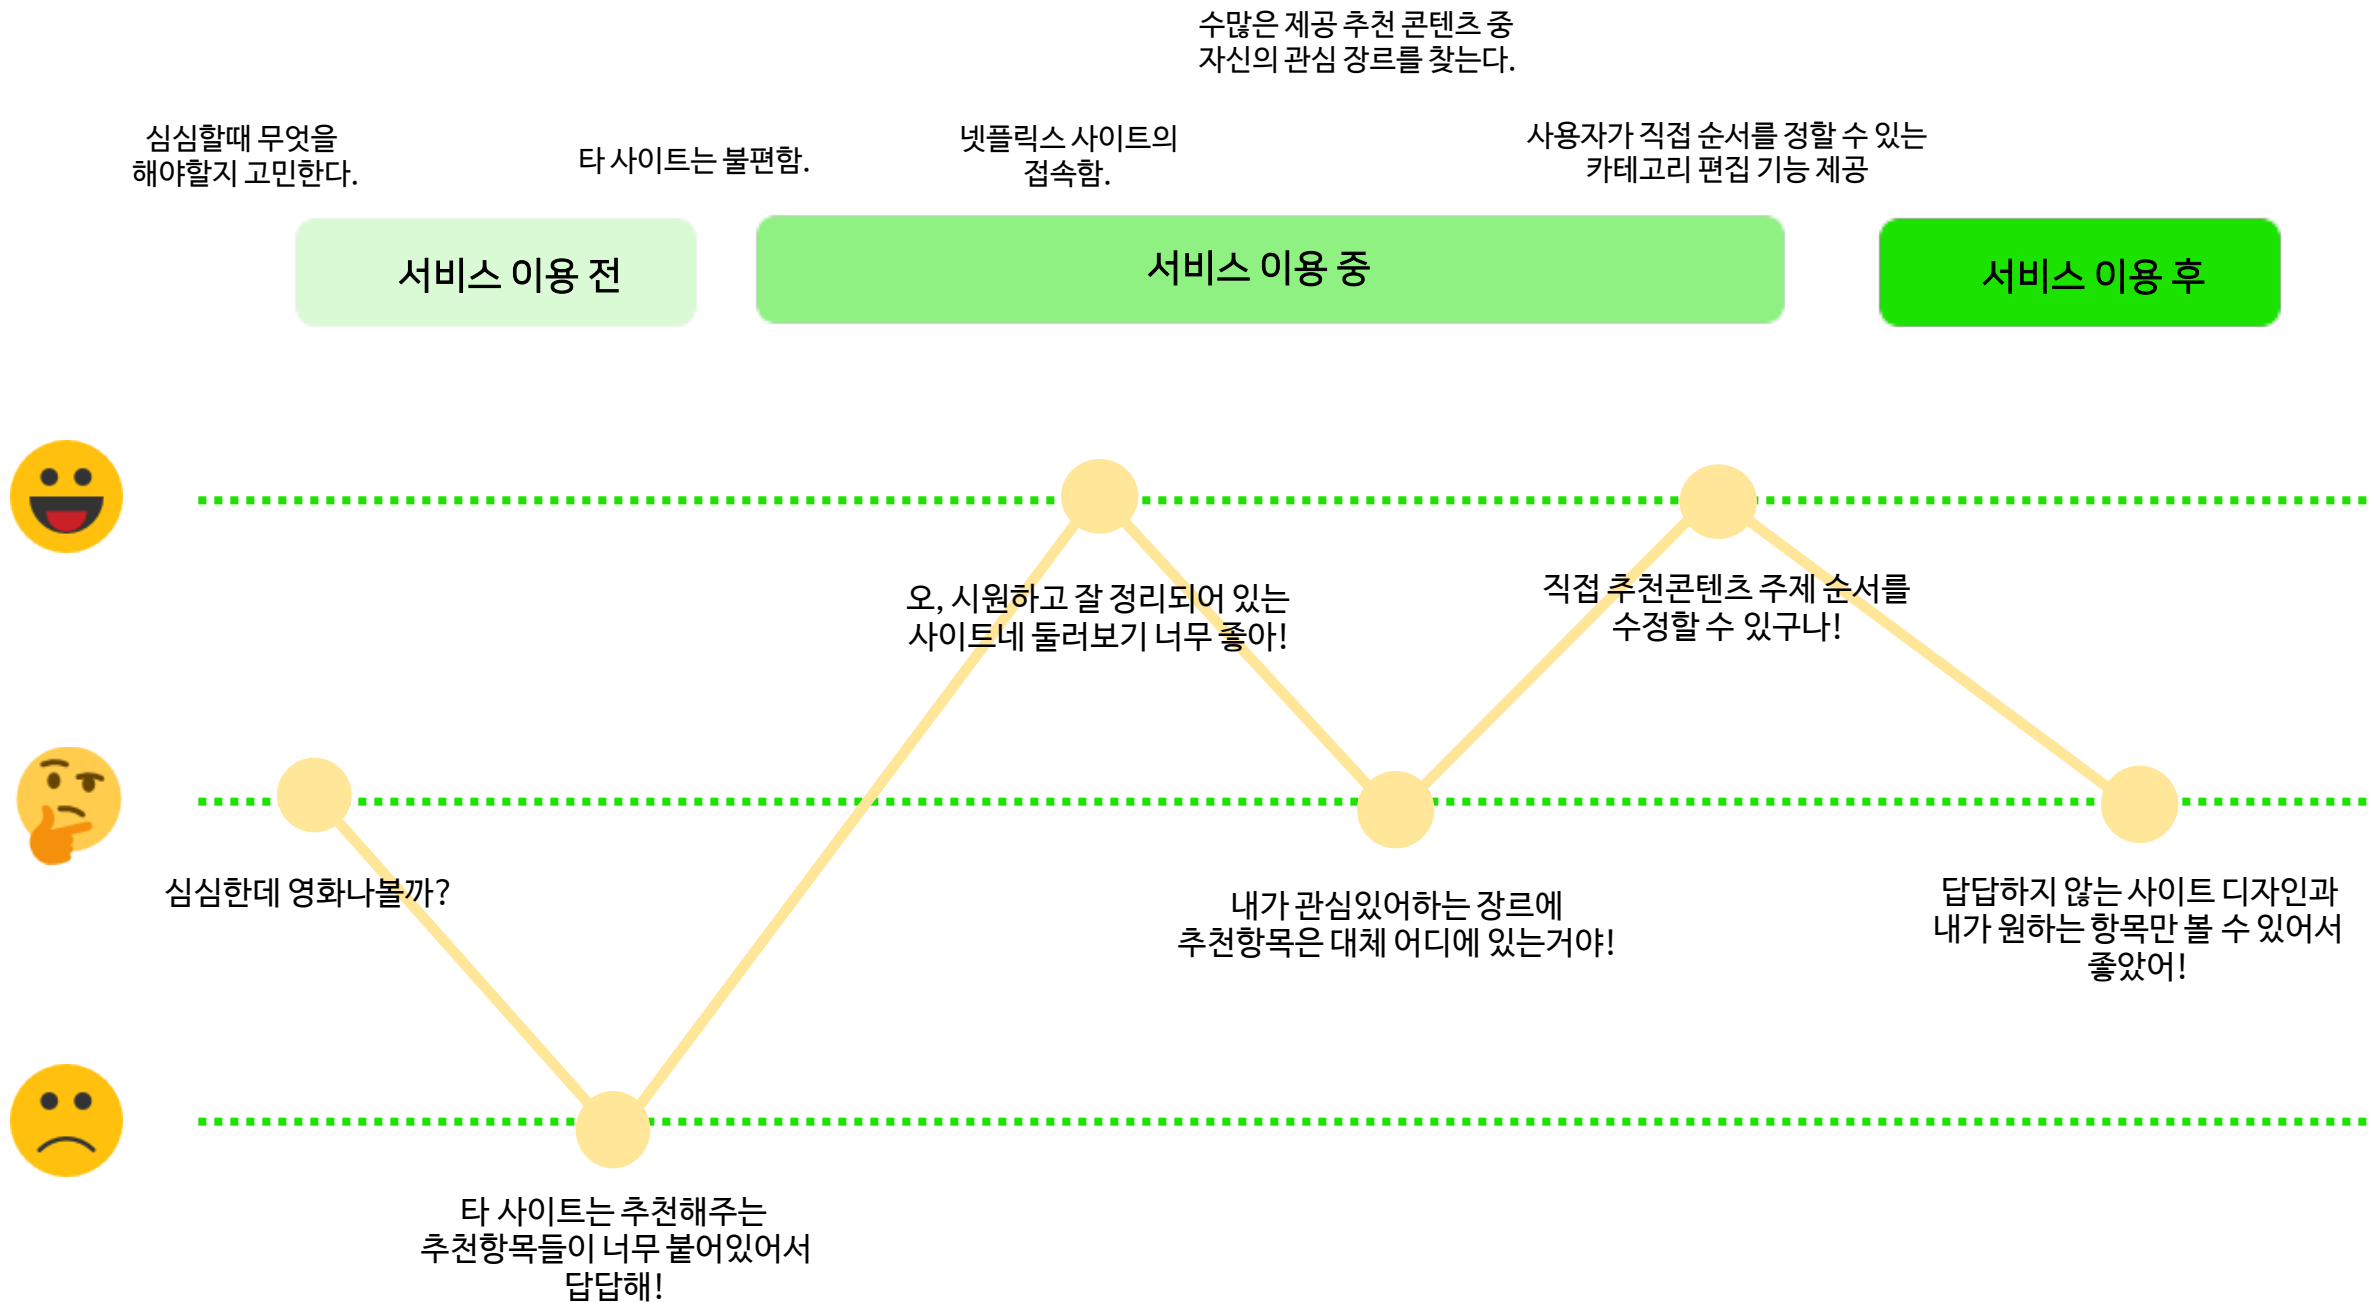 수많은 제공 추천 콘텐츠 중
자신의 관심 장르를 찾는다.
심심할때 무엇을
해야할지 고민한다.
타 사이트는 불편함.
넷플릭스 사이트의
접속함.
사용자가 직접 순서를 정할 수 있는
카테고리 편집 기능 제공
서비스 이용 전
서비스 이용 중
서비스 이용 후
오, 시원하고 잘 정리되어 있는
사이트네 둘러보기 너무 좋아!
직접 추천콘텐츠 주제 순서를
수정할 수 있구나!
심심한데 영화나볼까?
내가 관심있어하는 장르에
추천항목은 대체 어디에 있는거야!
답답하지 않는 사이트 디자인과
내가 원하는 항목만 볼 수 있어서
좋았어!
타 사이트는 추천해주는
추천항목들이 너무 붙어있어서
답답해!